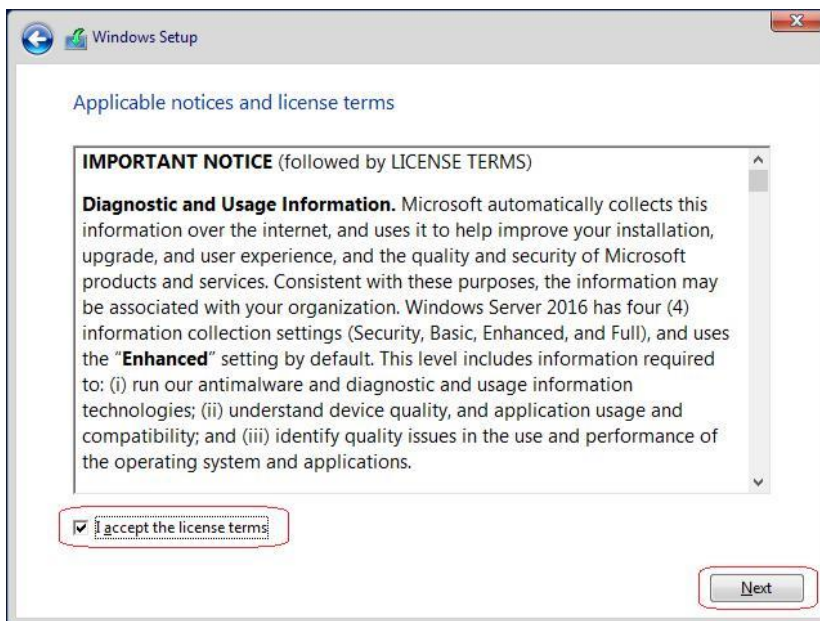 Windows Setup
Applicable notices and license terms
IMPORTANT NOTICE (followed by LICENSE TERMS)
Diagnostic and Usage Information. Microsoft automatically collects this
information over the internet, and uses it to help improve your installation,
upgrade, and user experience, and the quality and security of Microsoft
products and services. Consistent with these purposes, the information may
be associated with your organization. Windows Server 2016 has four (4)
information collection settings (Security, Basic, Enhanced, and Full), and uses
the “Enhanced” setting by default. This level includes information required
to: (i) run our antimalware and diagnostic and usage information
technologies; (ii) understand device quality, and application usage and
compatibility; and (iii) identify quality issues in the use and performance of
the operating system and applications.
I accept the license terms
Next